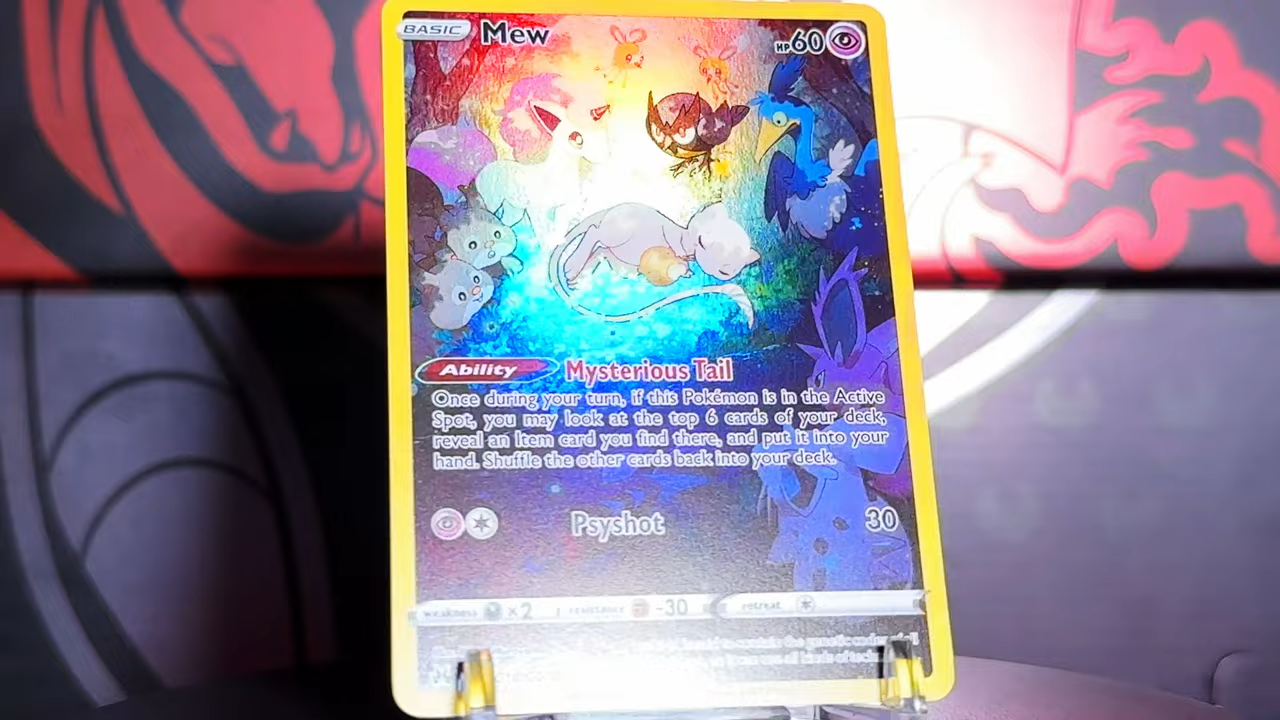 BASIC Mew HP60
Ability Mysterious Tail
Once during your turn, if this Pokémon is in the Active
Spot, you may look at the top 6 cards of your deck,
reveal an Item card you find there, and put it into your
hand. Shuffle the other cards back into your deck.
Psyshot 30
weakness ×2 resistance -30 retreat